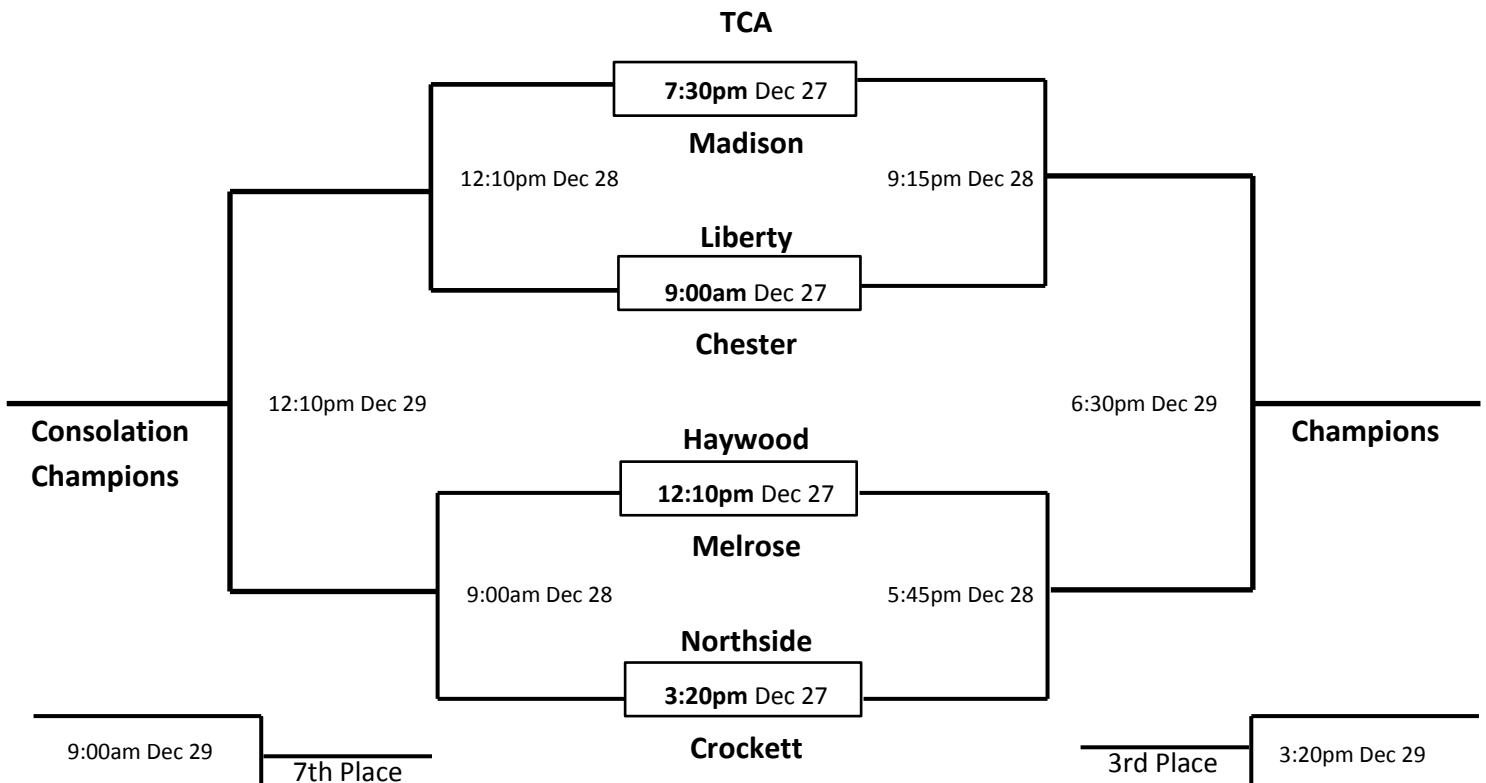 TCA
7:30pm Dec 27
Madison
12:10pm Dec 28
9:15pm Dec 28
Liberty
9:00am Dec 27
Chester
12:10pm Dec 29
6:30pm Dec 29
Consolation
Champions
Champions
Haywood
12:10pm Dec 27
Melrose
9:00am Dec 28
5:45pm Dec 28
Northside
3:20pm Dec 27
Crockett
9:00am Dec 29
7th Place
3rd Place
3:20pm Dec 29